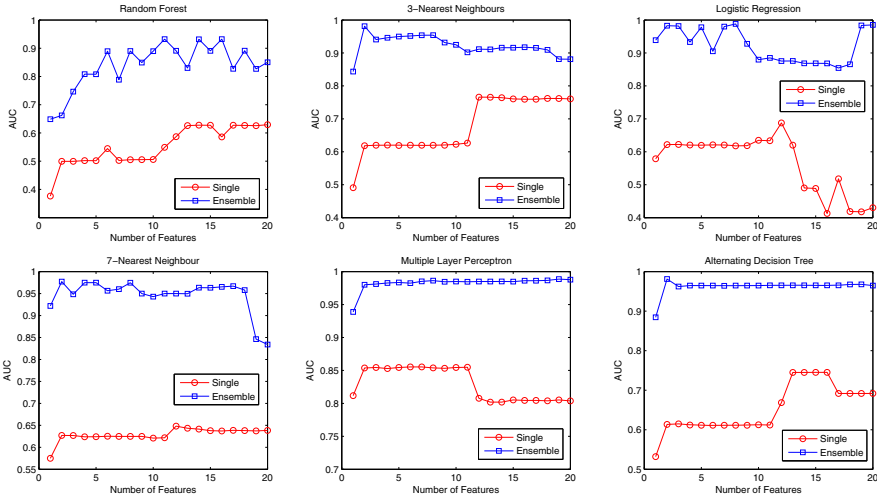 Random Forest
1
0.9
0.8
0.7
0.6
0.5
0.4
AUC
0 5 10 15 20
Number of Features
Single
Ensemble
3−Nearest Neighbours
1
0.9
0.8
0.7
0.6
0.5
0.4
AUC
0 5 10 15 20
Number of Features
Single
Ensemble
Logistic Regression
1
0.9
0.8
0.7
0.6
0.5
0.4
AUC
0 5 10 15 20
Number of Features
Single
Ensemble
7−Nearest Neighbour
1
0.95
0.9
0.85
0.8
0.75
0.7
0.65
0.6
0.55
AUC
0 5 10 15 20
Number of Features
Single
Ensemble
Multiple Layer Perceptron
1
0.95
0.9
0.85
0.8
0.75
0.7
AUC
0 5 10 15 20
Number of Features
Single
Ensemble
Alternating Decision Tree
1
0.9
0.8
0.7
0.6
0.5
AUC
0 5 10 15 20
Number of Features
Single
Ensemble